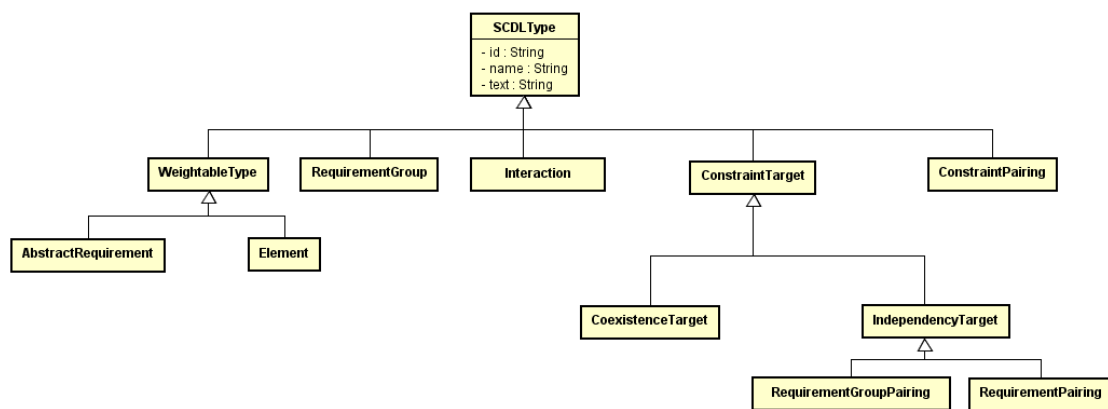 SCDLType
- id : String
- name : String
- text : String
WeightableType
RequirementGroup
Interaction
ConstraintTarget
ConstraintPairing
AbstractRequirement
Element
CoexistenceTarget
IndependencyTarget
RequirementGroupPairing
RequirementPairing